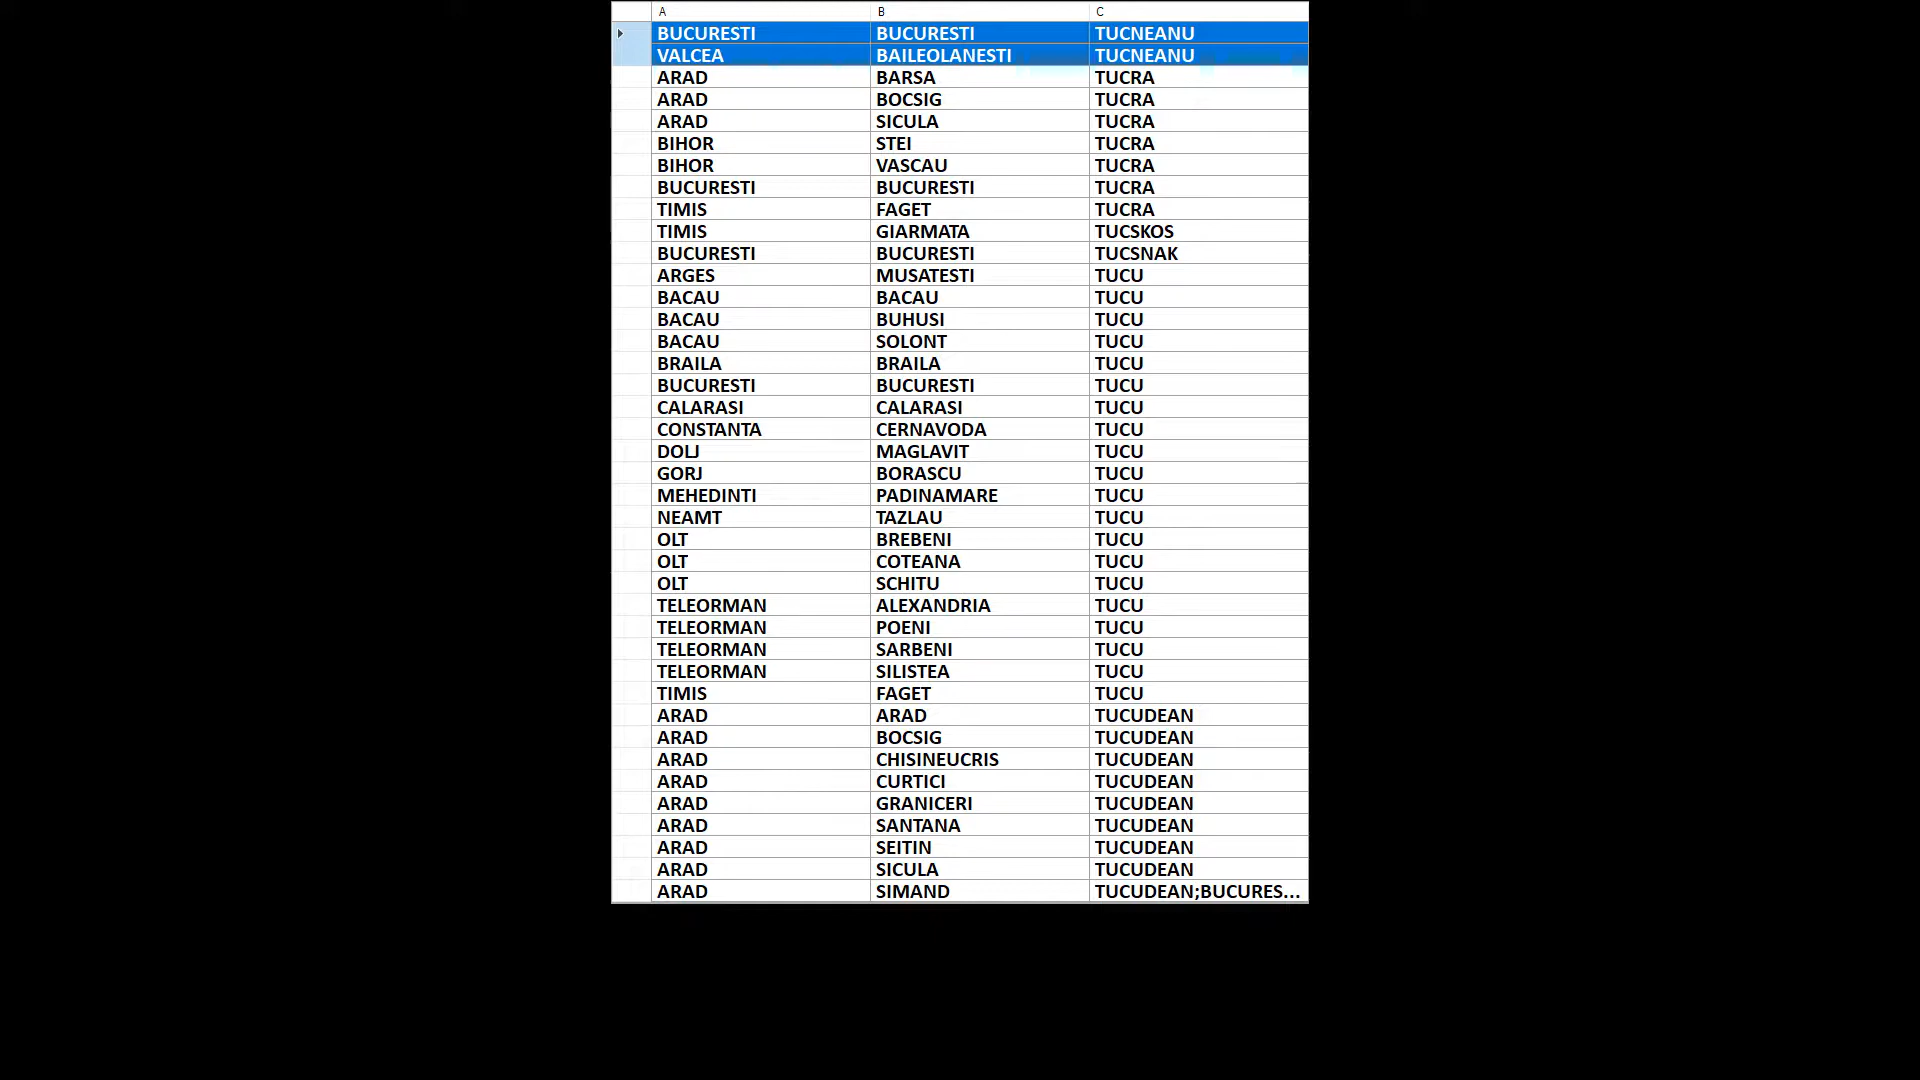 A B C
BUCURESTI BUCURESTI TUCNEANU
VALCEA BAILEOLANESTI TUCNEANU
ARAD BARSA TUCRA
ARAD BOCSIG TUCRA
ARAD SICULA TUCRA
BIHOR STEI TUCRA
BIHOR VASCAU TUCRA
BUCURESTI BUCURESTI TUCRA
TIMIS FAGET TUCRA
TIMIS GIARMATA TUCSKOS
BUCURESTI BUCURESTI TUCSNAK
ARGES MUSATESTI TUCU
BACAU BACAU TUCU
BACAU BUHUSI TUCU
BACAU SOLONT TUCU
BRAILA BRAILA TUCU
BUCURESTI BUCURESTI TUCU
CALARASI CALARASI TUCU
CONSTANTA CERNAVODA TUCU
DOLJ MAGLAVIT TUCU
GORJ BORASCU TUCU
MEHEDINTI PADINAMARE TUCU
NEAMT TAZLAU TUCU
OLT BREBENI TUCU
OLT COTEANA TUCU
OLT SCHITU TUCU
TELEORMAN ALEXANDRIA TUCU
TELEORMAN POENI TUCU
TELEORMAN SARBENI TUCU
TELEORMAN SILISTEA TUCU
TIMIS FAGET TUCU
ARAD ARAD TUCUDEAN
ARAD BOCSIG TUCUDEAN
ARAD CHISINEUCRIS TUCUDEAN
ARAD CURTICI TUCUDEAN
ARAD GRANICERI TUCUDEAN
ARAD SANTANA TUCUDEAN
ARAD SEITIN TUCUDEAN
ARAD SICULA TUCUDEAN
ARAD SIMAND TUCUDEAN;BUCURES...